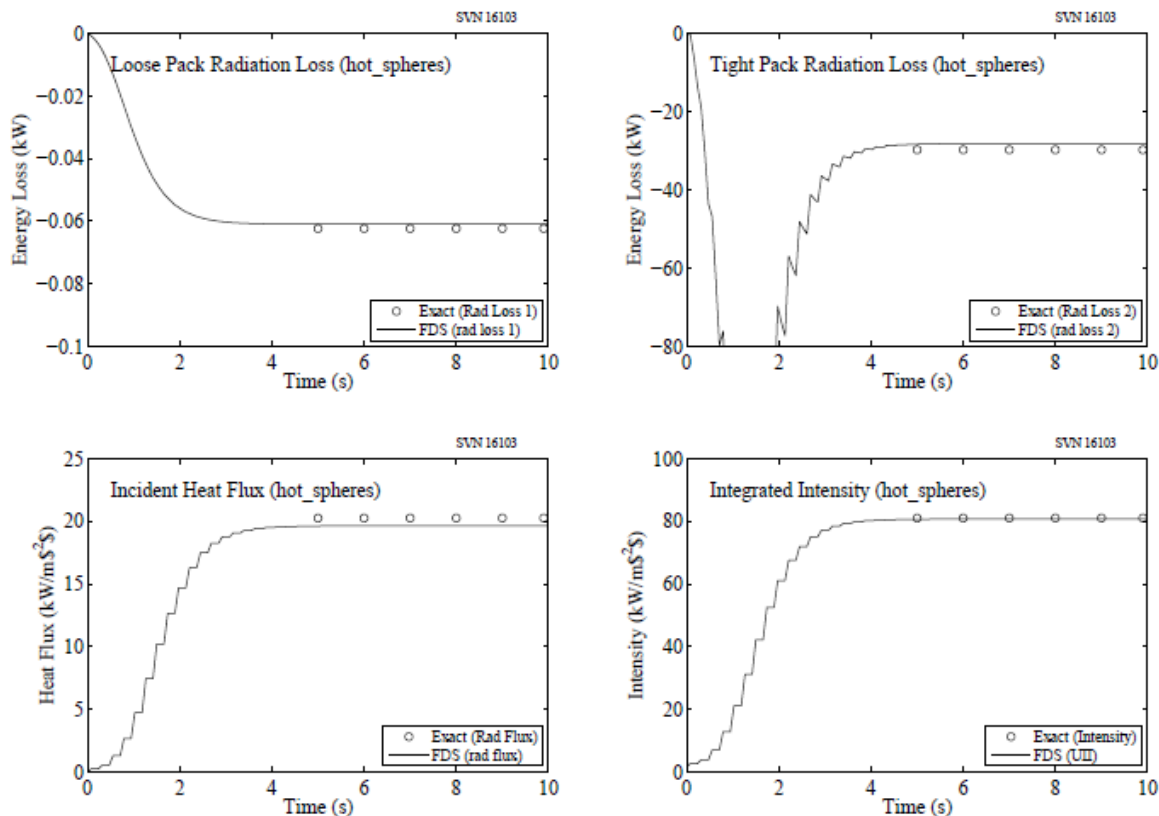 SVN 16103
Loose Pack Radiation Loss (hot_spheres)
Energy Loss (kW)
0
−0.02
−0.04
−0.06
−0.08
−0.1
Exact (Rad Loss 1)
FDS (rad loss 1)
0 2 4 6 8 10
Time (s)
SVN 16103
Tight Pack Radiation Loss (hot_spheres)
Energy Loss (kW)
0
−20
−40
−60
−80
Exact (Rad Loss 2)
FDS (rad loss 2)
0 2 4 6 8 10
Time (s)
SVN 16103
Incident Heat Flux (hot_spheres)
Heat Flux (kW/m$^2$)
25
20
15
10
5
0
Exact (Rad Flux)
FDS (rad flux)
0 2 4 6 8 10
Time (s)
SVN 16103
Integrated Intensity (hot_spheres)
Intensity (kW/m$^2$)
100
80
60
40
20
0
Exact (Intensity)
FDS (UII)
0 2 4 6 8 10
Time (s)